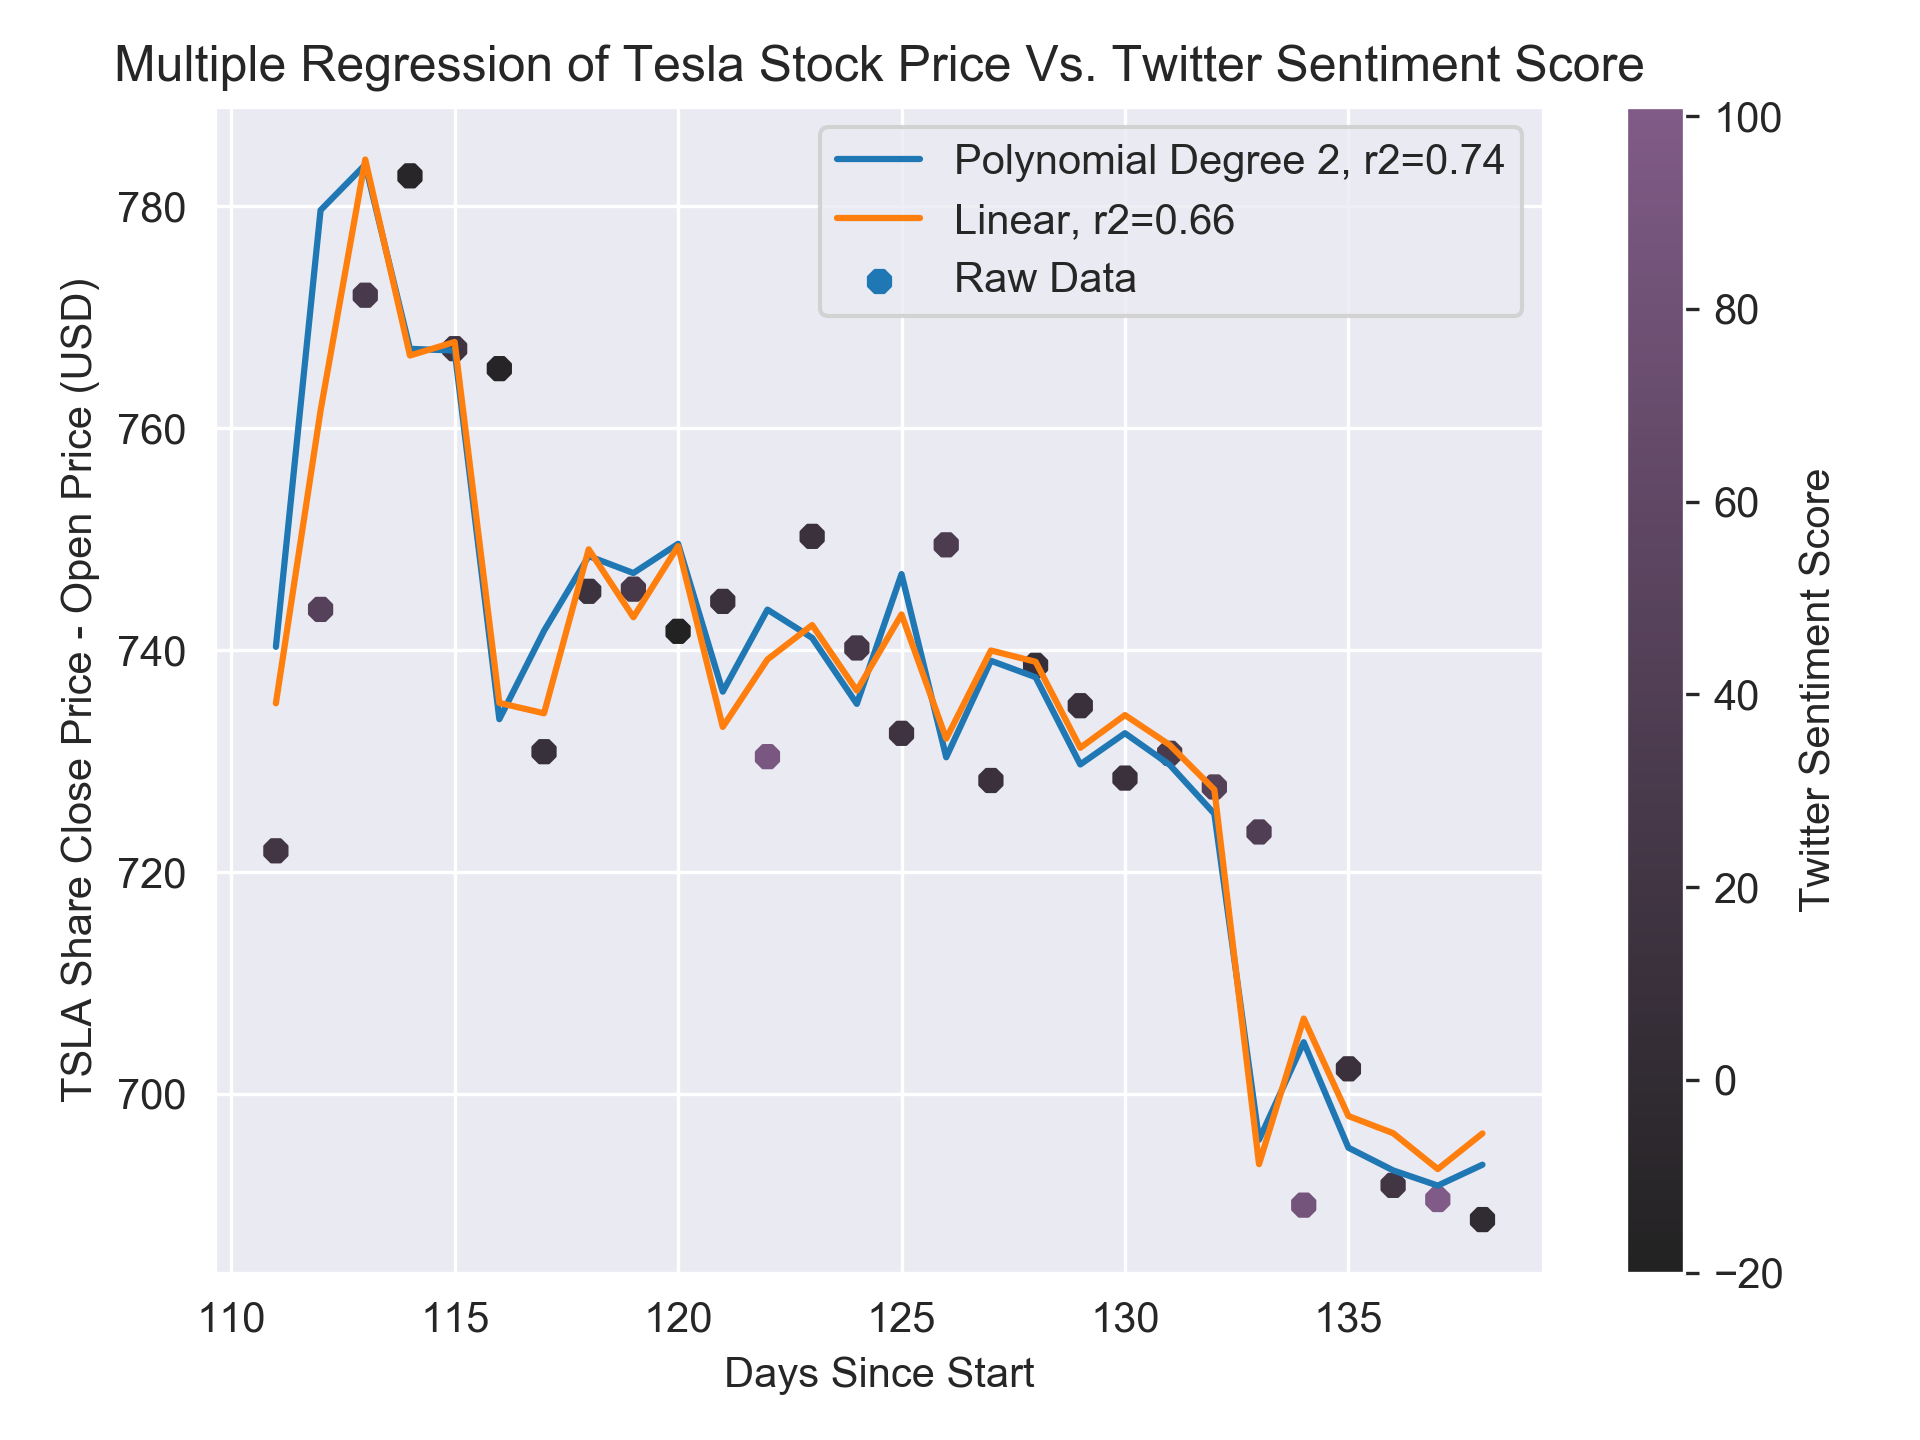 Multiple Regression of Tesla Stock Price Vs. Twitter Sentiment Score
Polynomial Degree 2, r2=0.74
Linear, r2=0.66
Raw Data
TSLA Share Close Price - Open Price (USD)
780
760
740
720
700
110
115
120
125
130
135
Days Since Start
100
80
60
40
20
0
−20
Twitter Sentiment Score